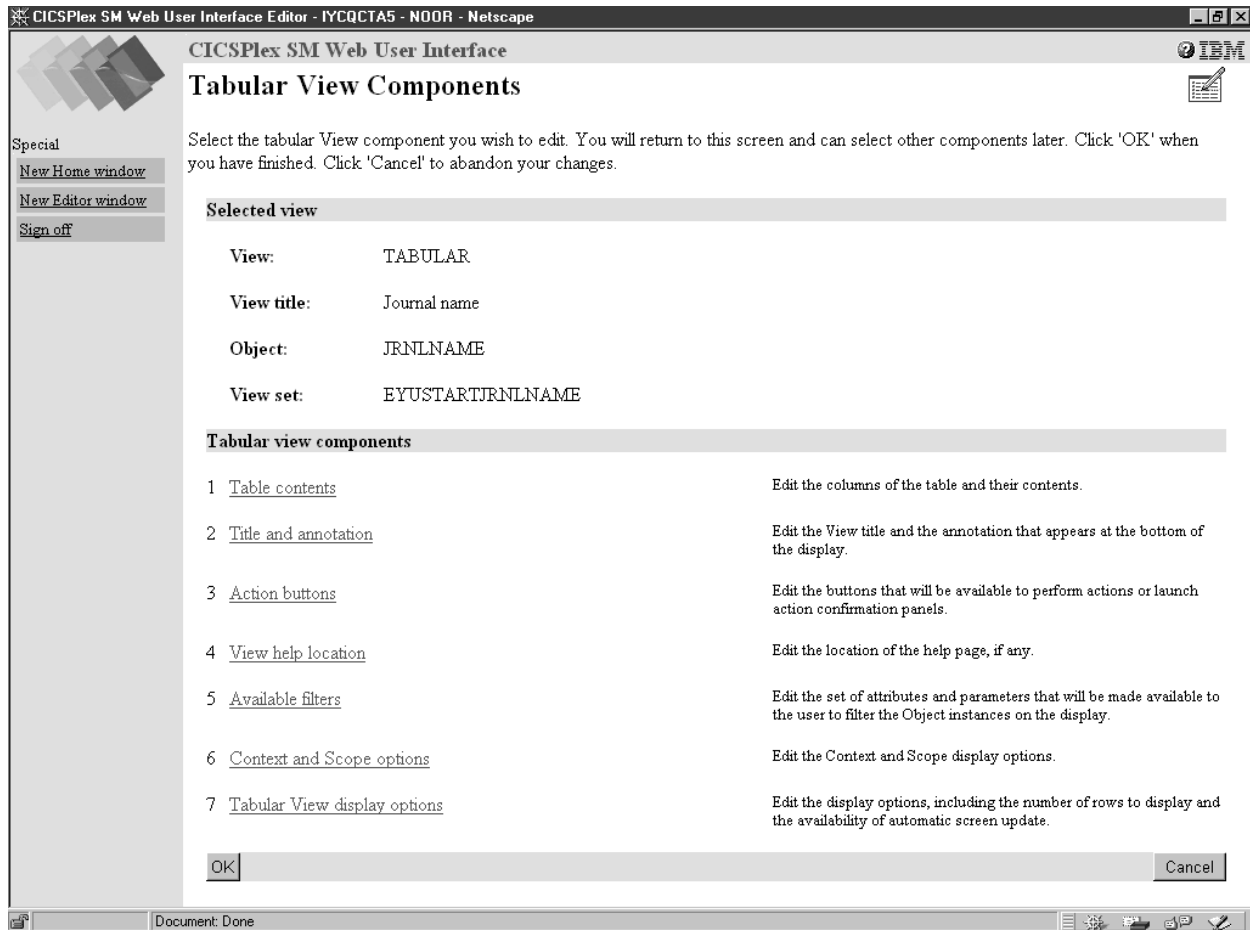 CICSPlex SM Web User Interface Editor - IYCQCTA5 - NOOR - Netscape
CICSPlex SM Web User Interface
IBM
Tabular View Components
Special
New Home window
New Editor window
Sign off
Select the tabular View component you wish to edit. You will return to this screen and can select other components later. Click 'OK' when
you have finished. Click 'Cancel' to abandon your changes.
Selected view
View: TABULAR
View title: Journal name
Object: JRNLNAME
View set: EYUSTARTJRNLNAME
Tabular view components
1 Table contents Edit the columns of the table and their contents.
2 Title and annotation Edit the View title and the annotation that appears at the bottom of
the display.
3 Action buttons Edit the buttons that will be available to perform actions or launch
action confirmation panels.
4 View help location Edit the location of the help page, if any.
5 Available filters Edit the set of attributes and parameters that will be made available to
the user to filter the Object instances on the display.
6 Context and Scope options Edit the Context and Scope display options.
7 Tabular View display options Edit the display options, including the number of rows to display and
the availability of automatic screen update.
OK Cancel
Document: Done